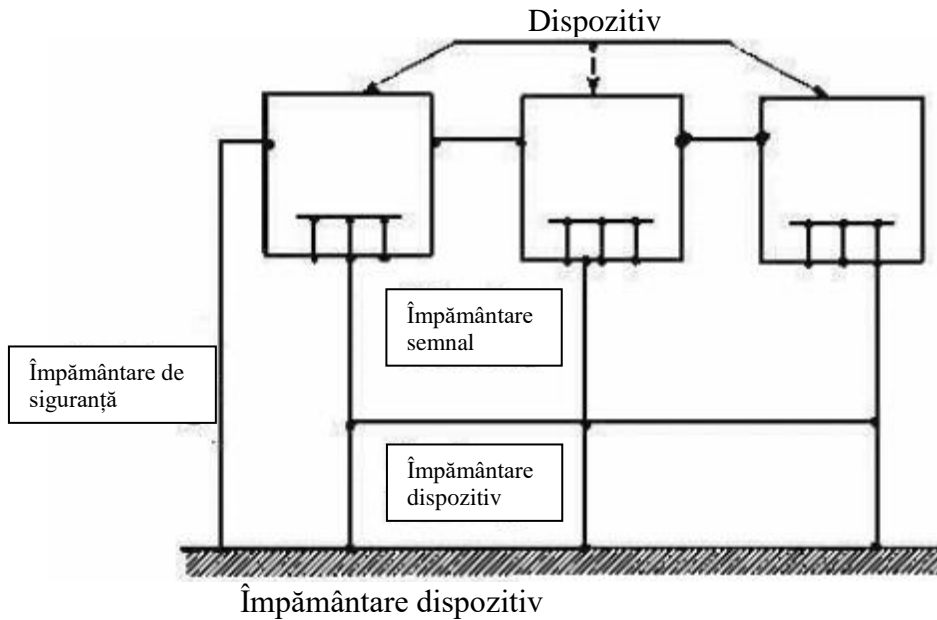 Dispozitiv
Împământare
semnal
Împământare de
siguranță
Împământare
dispozitiv
Împământare dispozitiv